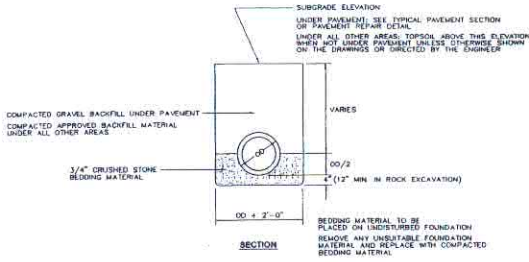 SUBGRADE ELEVATION
UNDER PAVEMENT: SEE TYPICAL PAVEMENT SECTION
OR PAVEMENT REPAIR DETAIL
UNDER ALL OTHER AREAS: TOPSOIL ABOVE THIS ELEVATION
WHEN NOT UNDER PAVEMENT UNLESS OTHERWISE SHOWN
ON THE DRAWINGS OR DIRECTED BY THE ENGINEER
COMPACTED GRAVEL BACKFILL UNDER PAVEMENT
COMPACTED APPROVED BACKFILL MATERIAL
UNDER ALL OTHER AREAS
VARIES
OD
3/4" CRUSHED STONE
BEDDING MATERIAL
OD/2
4" (12" MIN. IN ROCK EXCAVATION)
OD + 2'-0"
BEDDING MATERIAL TO BE
PLACED ON UNDISTURBED FOUNDATION
REMOVE ANY UNSUITABLE FOUNDATION
MATERIAL AND REPLACE WITH COMPACTED
BEDDING MATERIAL
SECTION